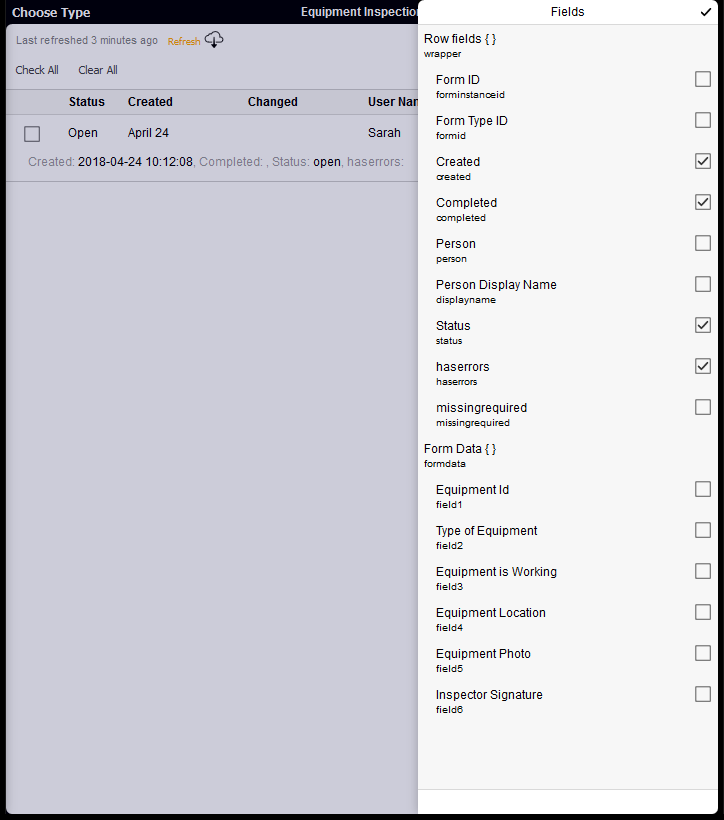 Choose Type
Equipment Inspection
Last refreshed 3 minutes ago Refresh
Check All Clear All
Status Created Changed User Nam
Open April 24 Sarah
Created: 2018-04-24 10:12:08, Completed: , Status: open, haserrors:
Fields
Row fields { }
wrapper
Form ID
forminstanceid
Form Type ID
formid
Created
created
Completed
completed
Person
person
Person Display Name
displayname
Status
status
haserrors
haserrors
missingrequired
missingrequired
Form Data { }
formdata
Equipment Id
field1
Type of Equipment
field2
Equipment is Working
field3
Equipment Location
field4
Equipment Photo
field5
Inspector Signature
field6